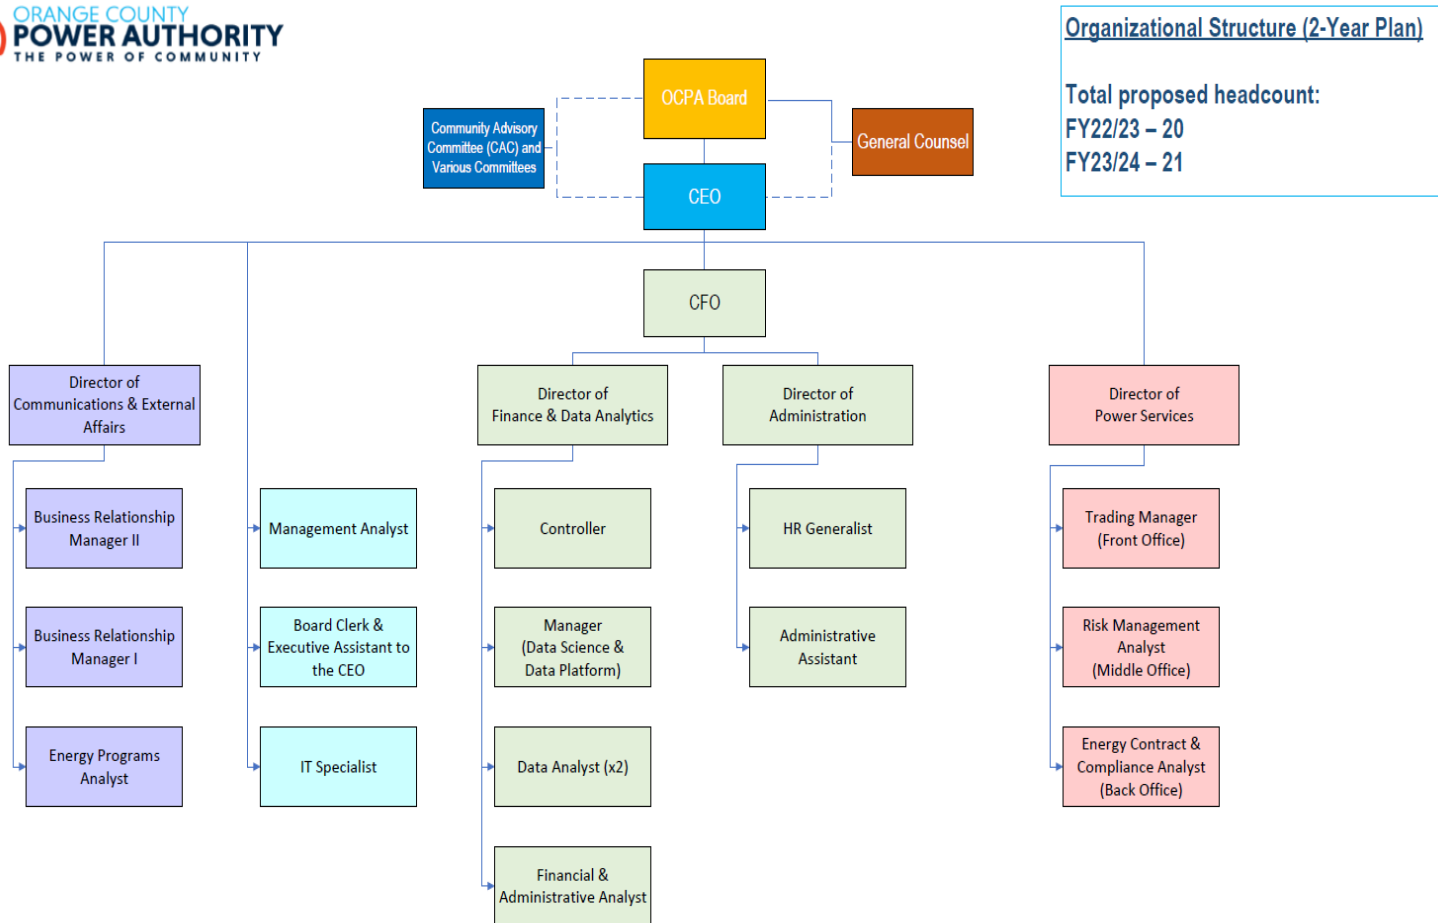 ORANGE COUNTY
POWER AUTHORITY
THE POWER OF COMMUNITY
Organizational Structure (2-Year Plan)
Total proposed headcount:
FY22/23 – 20
FY23/24 – 21
OCPA Board
Community Advisory
Committee (CAC) and
Various Committees
General Counsel
CEO
CFO
Director of
Communications & External
Affairs
Director of
Finance & Data Analytics
Director of
Administration
Director of
Power Services
Business Relationship
Manager II
Management Analyst
Controller
HR Generalist
Trading Manager
(Front Office)
Business Relationship
Manager I
Board Clerk &
Executive Assistant to
the CEO
Manager
(Data Science &
Data Platform)
Administrative
Assistant
Risk Management
Analyst
(Middle Office)
Energy Programs
Analyst
IT Specialist
Data Analyst (x2)
Energy Contract &
Compliance Analyst
(Back Office)
Financial &
Administrative Analyst